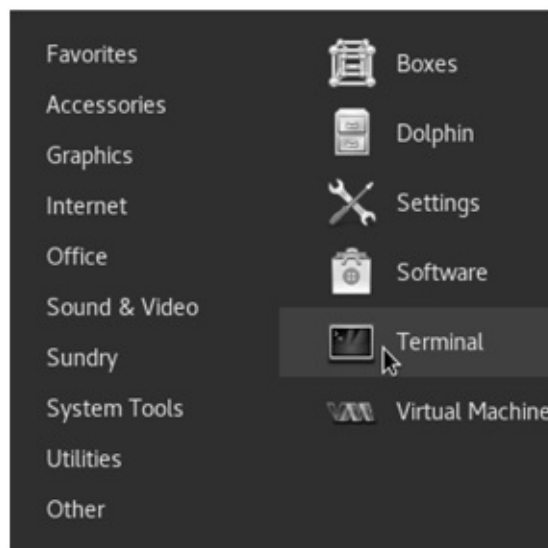 Favorites
Accessories
Graphics
Internet
Office
Sound & Video
Sundry
System Tools
Utilities
Other
Boxes
Dolphin
Settings
Software
Terminal
Virtual Machine